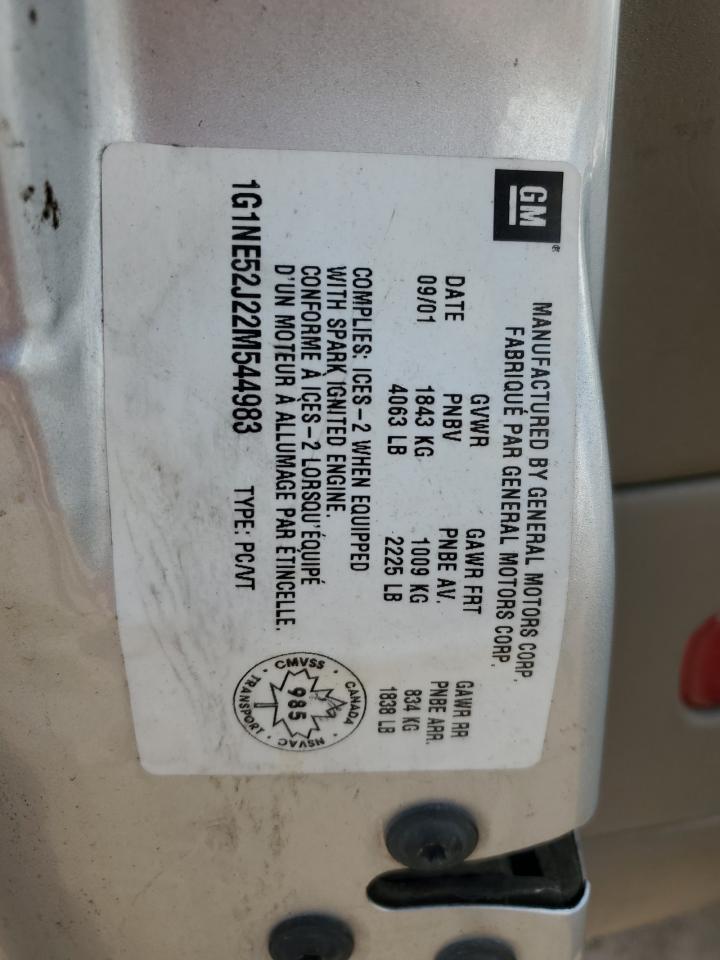 GM
MANUFACTURED BY GENERAL MOTORS CORP.
FABRIQUÉ PAR GENERAL MOTORS CORP.
DATE GVWR GAWR FRT GAWR RR
PNBV PNBE AV. PNBE ARR.
09/01 1843 KG 1009 KG 834 KG
4063 LB 2225 LB 1838 LB
COMPLIES: ICES-2 WHEN EQUIPPED
WITH SPARK IGNITED ENGINE.
CONFORME À ICES-2 LORSQU'ÉQUIPÉ
D'UN MOTEUR À ALLUMAGE PAR ÉTINCELLE.
1G1NE52J22M544983 TYPE: PC/VT
CMVSS · CANADA · NSVAC · TRANSPORT ·
985